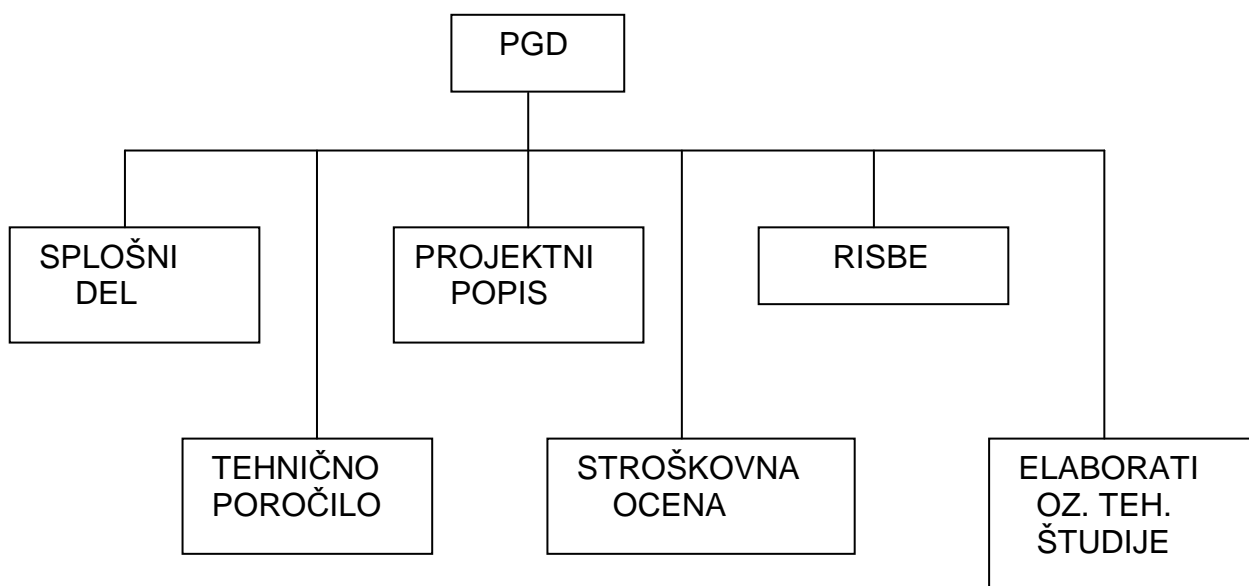 PGD
SPLOŠNI
DEL
PROJEKTNI
POPIS
RISBE
TEHNIČNO
POROČILO
STROŠKOVNA
OCENA
ELABORATI
OZ. TEH.
ŠTUDIJE